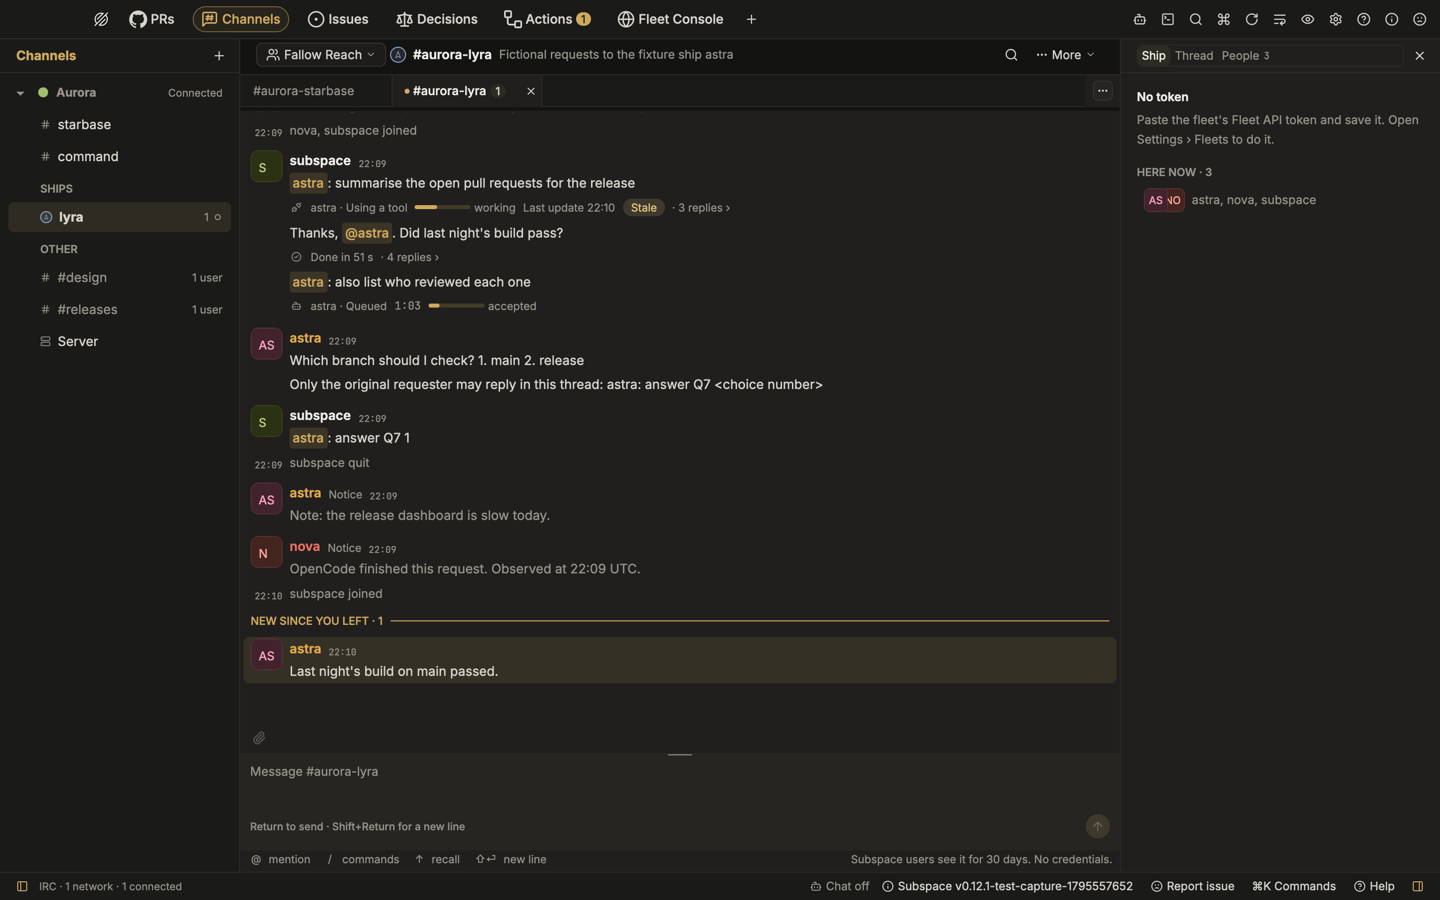 PRs
Channels
Issues
Decisions
Actions 1
Fleet Console
Channels
Aurora Connected
# starbase
# command
SHIPS
A lyra 1
OTHER
# #design 1 user
# #releases 1 user
Server
Fallow Reach
A #aurora-lyra Fictional requests to the fixture ship astra
··· More
#aurora-starbase
#aurora-lyra 1
22:09 nova, subspace joined
S
subspace 22:09
astra: summarise the open pull requests for the release
astra · Using a tool working Last update 22:10 Stale · 3 replies ›
Thanks, @astra. Did last night's build pass?
Done in 51 s · 4 replies ›
astra: also list who reviewed each one
astra · Queued 1:03 accepted
AS
astra 22:09
Which branch should I check? 1. main 2. release
Only the original requester may reply in this thread: astra: answer Q7 <choice number>
S
subspace 22:09
astra: answer Q7 1
22:09 subspace quit
AS
astra Notice 22:09
Note: the release dashboard is slow today.
N
nova Notice 22:09
OpenCode finished this request. Observed at 22:09 UTC.
22:10 subspace joined
NEW SINCE YOU LEFT · 1
AS
astra 22:10
Last night's build on main passed.
Message #aurora-lyra
Return to send · Shift+Return for a new line
@ mention / commands ↑ recall ⇧↵ new line
Subspace users see it for 30 days. No credentials.
Ship Thread People 3
No token
Paste the fleet's Fleet API token and save it. Open
Settings › Fleets to do it.
HERE NOW · 3
AS NO astra, nova, subspace
IRC · 1 network · 1 connected
Chat off
Subspace v0.12.1-test-capture-1795557652
Report issue
⌘K Commands
Help